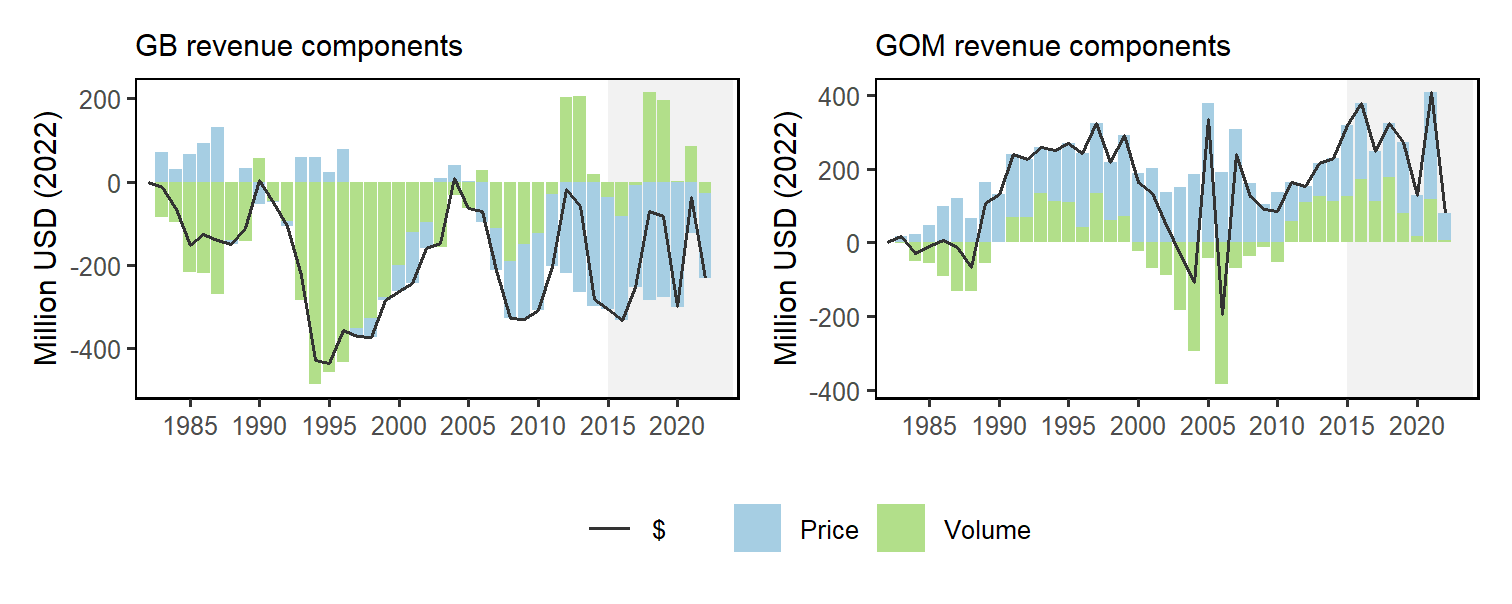 GB revenue components
GOM revenue components
Million USD (2022)
200
0
-200
-400
1985 1990 1995 2000 2005 2010 2015 2020
Million USD (2022)
400
200
0
-200
-400
1985 1990 1995 2000 2005 2010 2015 2020
$ Price Volume